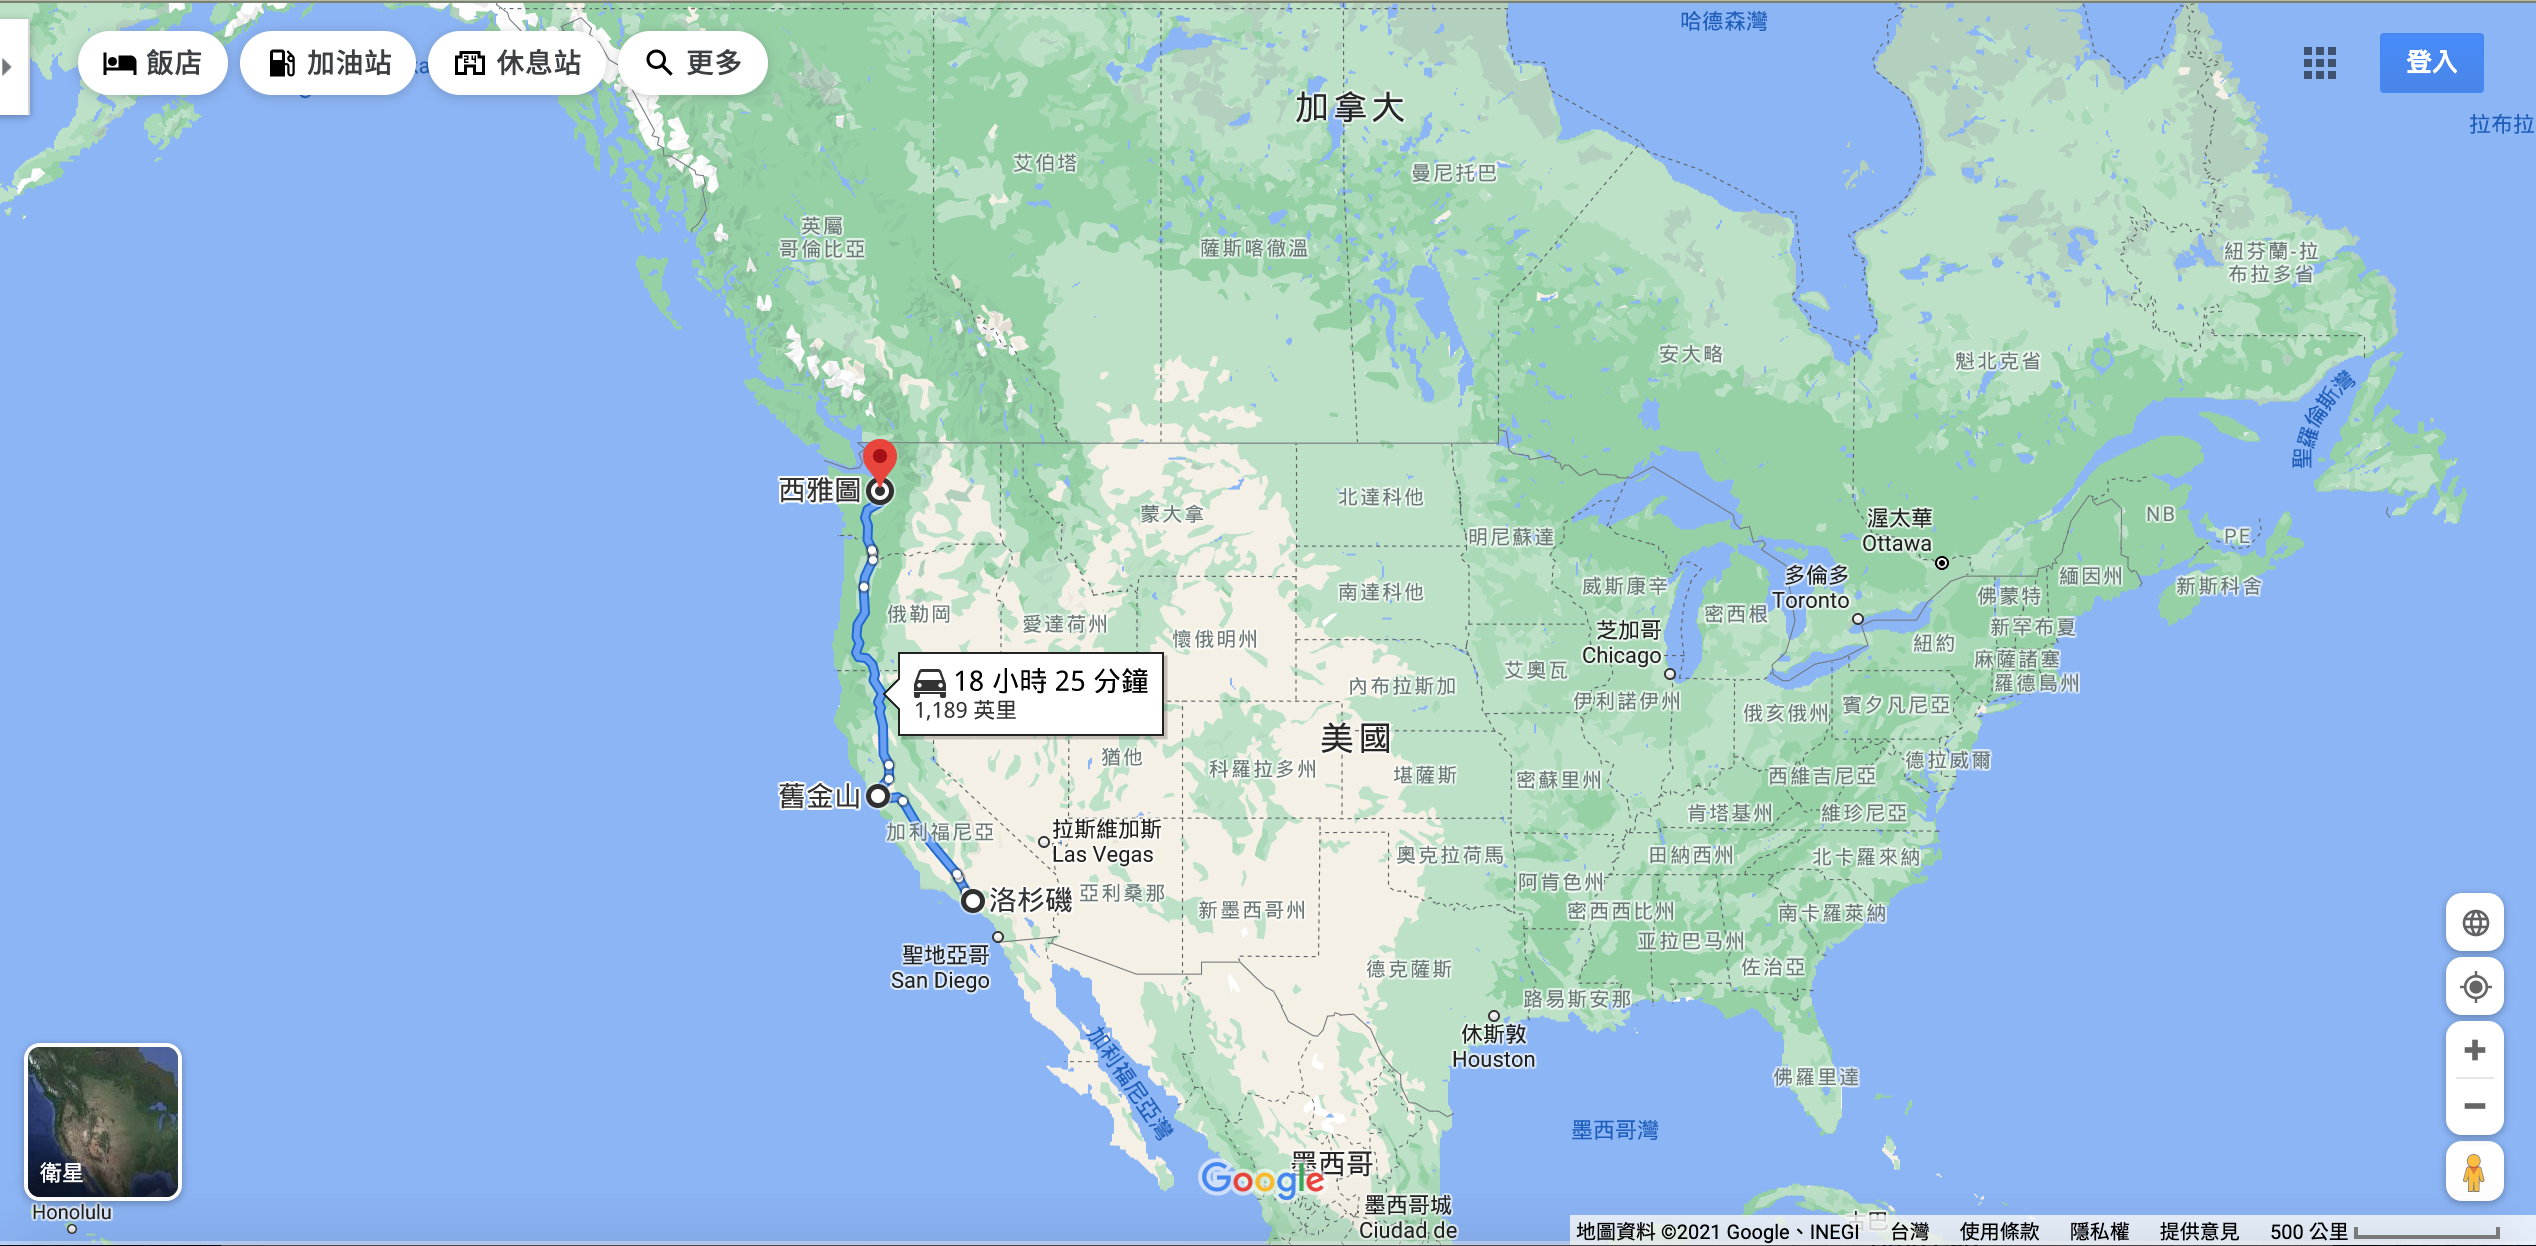 飯店
加油站
休息站
更多
登入
哈德森灣
拉布拉
加拿大
艾伯塔
曼尼托巴
英屬
哥倫比亞
薩斯喀徹溫
紐芬蘭-拉
布拉多省
安大略
魁北克省
聖羅倫斯灣
西雅圖
蒙大拿
北達科他
明尼蘇達
渥太華
Ottawa
NB
PE
多倫多
Toronto
緬因州
新斯科舍
俄勒岡
愛達荷州
南達科他
威斯康辛
密西根
佛蒙特
新罕布夏
懷俄明州
芝加哥
Chicago
紐約
麻薩諸塞
羅德島州
18 小時 25 分鐘
1,189 英里
內布拉斯加
艾奧瓦
伊利諾伊州
俄亥俄州
賓夕凡尼亞
美國
猶他
科羅拉多州
堪薩斯
密蘇里州
西維吉尼亞
德拉威爾
舊金山
加利福尼亞
拉斯維加斯
Las Vegas
肯塔基州
維珍尼亞
奧克拉荷馬
田納西州
北卡羅來納
洛杉磯
亞利桑那
新墨西哥州
阿肯色州
密西西比州
南卡羅萊納
亚拉巴马州
聖地亞哥
San Diego
德克薩斯
佐治亞
路易斯安那
休斯敦
Houston
佛羅里達
加利福尼亞灣
墨西哥灣
墨西哥
Google
墨西哥城
Ciudad de
衛星
Honolulu
古巴
地圖資料 ©2021 Google、INEGI 台灣 使用條款 隱私權 提供意見 500 公里